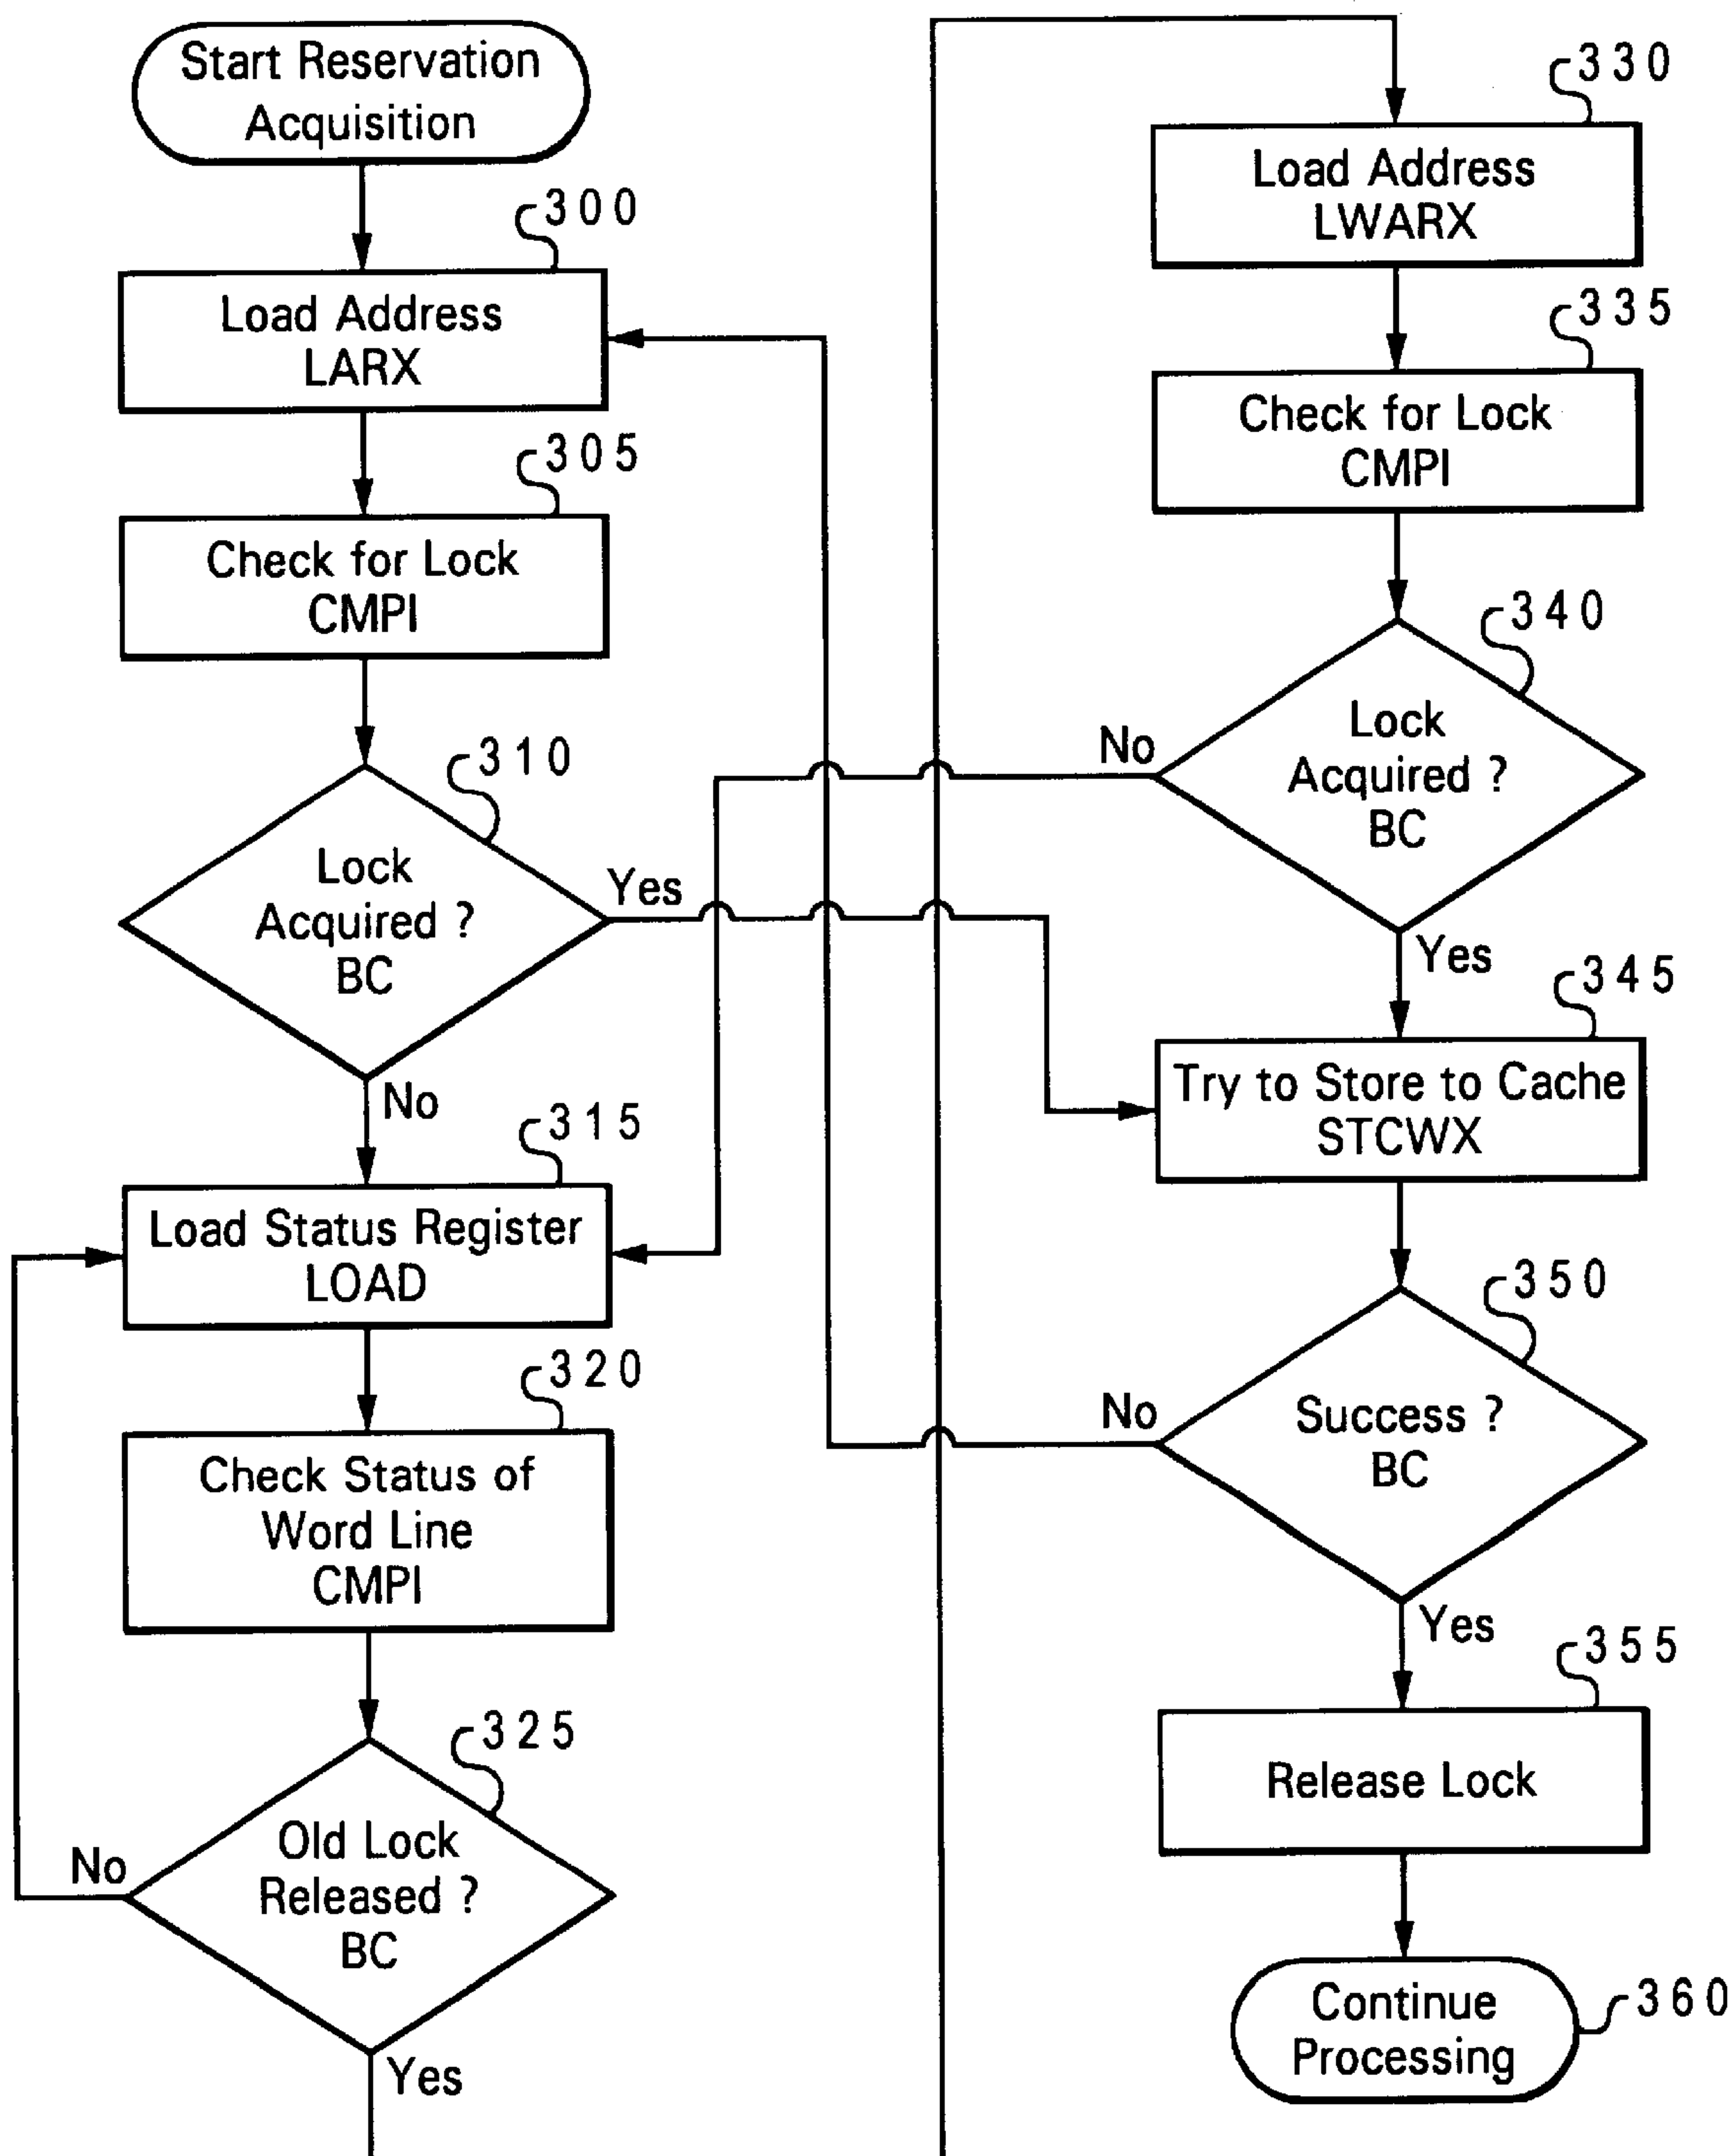 Start Reservation
Acquisition
300
Load Address
LARX
305
Check for Lock
CMPI
310
Lock
Acquired ?
BC
Yes
No
315
Load Status Register
LOAD
320
Check Status of
Word Line
CMPI
325
Old Lock
Released ?
BC
No
Yes
330
Load Address
LWARX
335
Check for Lock
CMPI
340
Lock
Acquired ?
BC
No
Yes
345
Try to Store to Cache
STCWX
350
Success ?
BC
No
Yes
355
Release Lock
Continue
Processing
360